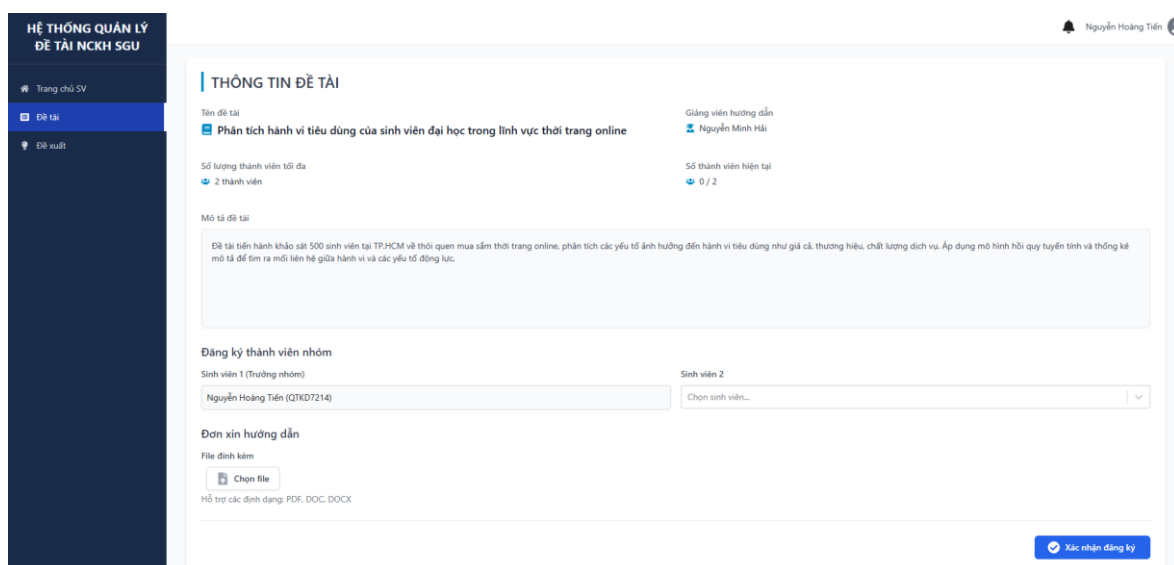 HỆ THỐNG QUẢN LÝ
ĐỀ TÀI NCKH SGU
Nguyễn Hoàng Tiến
Trang chủ SV
Đề tài
Đề xuất
THÔNG TIN ĐỀ TÀI
Tên đề tài
Giảng viên hướng dẫn
Phân tích hành vi tiêu dùng của sinh viên đại học trong lĩnh vực thời trang online
Nguyễn Minh Hải
Số lượng thành viên tối đa
Số thành viên hiện tại
2 thành viên
0 / 2
Mô tả đề tài
Đề tài tiến hành khảo sát 500 sinh viên tại TP.HCM về thói quen mua sắm thời trang online, phân tích các yếu tố ảnh hưởng đến hành vi tiêu dùng như giá cả, thương hiệu, chất lượng dịch vụ. Áp dụng mô hình hồi quy tuyến tính và thống kê
mô tả để tìm ra mối liên hệ giữa hành vi và các yếu tố động lực.
Đăng ký thành viên nhóm
Sinh viên 1 (Trưởng nhóm)
Sinh viên 2
Nguyễn Hoàng Tiến (QTKD7214)
Chọn sinh viên...
Đơn xin hướng dẫn
File đính kèm
Chọn file
Hỗ trợ các định dạng: PDF, DOC, DOCX
Xác nhận đăng ký